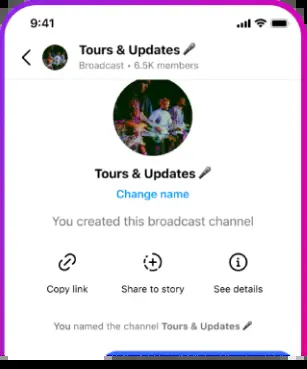 9:41
Tours & Updates 🎤
Broadcast • 6.5K members
Tours & Updates 🎤
Change name
You created this broadcast channel
Copy link
Share to story
See details
You named the channel Tours & Updates 🎤